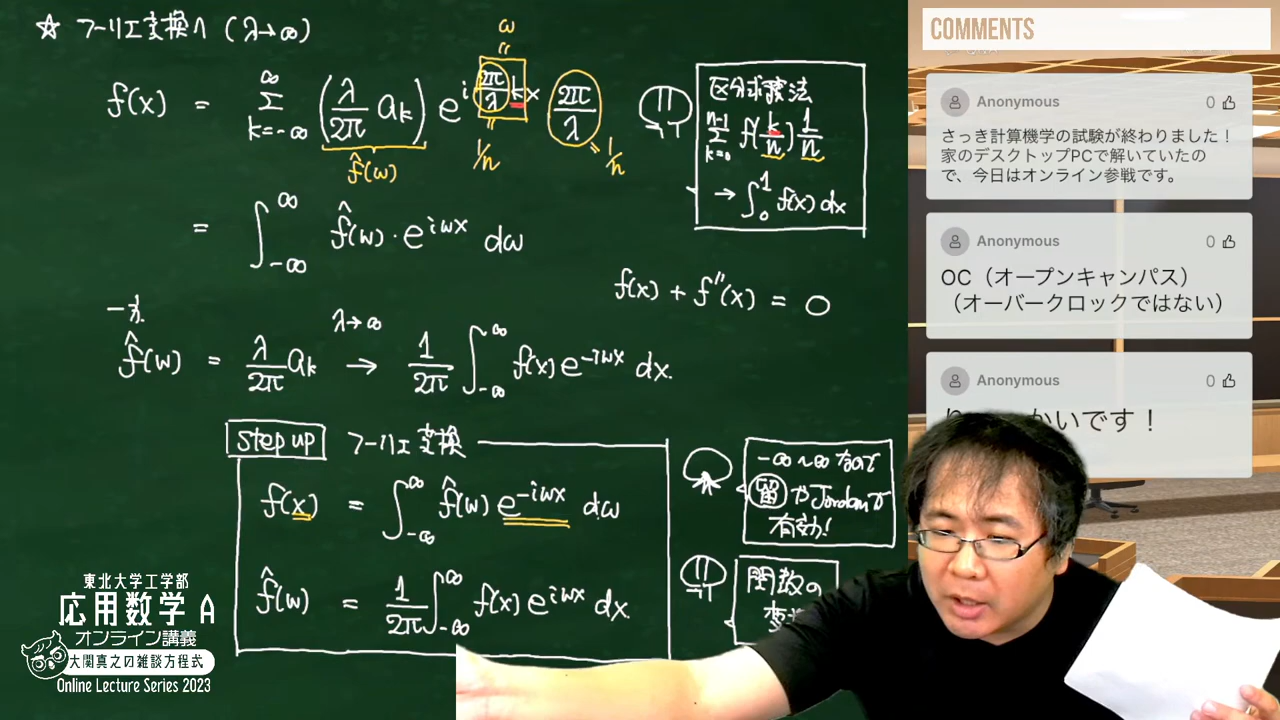 ☆ フーリエ変換へ (λ→∞)
f(x) = Σ_{k=-∞}^{∞} (λ/2π a_k) e^{i (2π/λ) k x} (2π/λ)
ω
f̂(ω)
1/n
= 1/n
区分求積法
Σ_{k=0}^{n-1} f(k/n) 1/n
→ ∫_0^1 f(x) dx
= ∫_{-∞}^{∞} f̂(ω)・e^{iωx} dω
f(x) + f''(x) = 0
一方
f̂(ω) = λ/2π a_k → 1/2π ∫_{-∞}^{∞} f(x) e^{-iωx} dx.
λ→∞
Step up フーリエ変換
f(x) = ∫_{-∞}^{∞} f̂(ω) e^{-iωx} dω
f̂(ω) = 1/2π ∫_{-∞}^{∞} f(x) e^{iωx} dx.
-∞~∞なので
留やJordanが
有効!
関数の
東北大学工学部
応用数学 A
オンライン講義
大関真之の雑談方程式
Online Lecture Series 2023
COMMENTS
Anonymous 0
さっき計算機学の試験が終わりました!
家のデスクトップPCで解いていたの
で、今日はオンライン参戦です。
Anonymous 0
OC(オープンキャンパス)
(オーバークロックではない)
Anonymous 0
かいです!